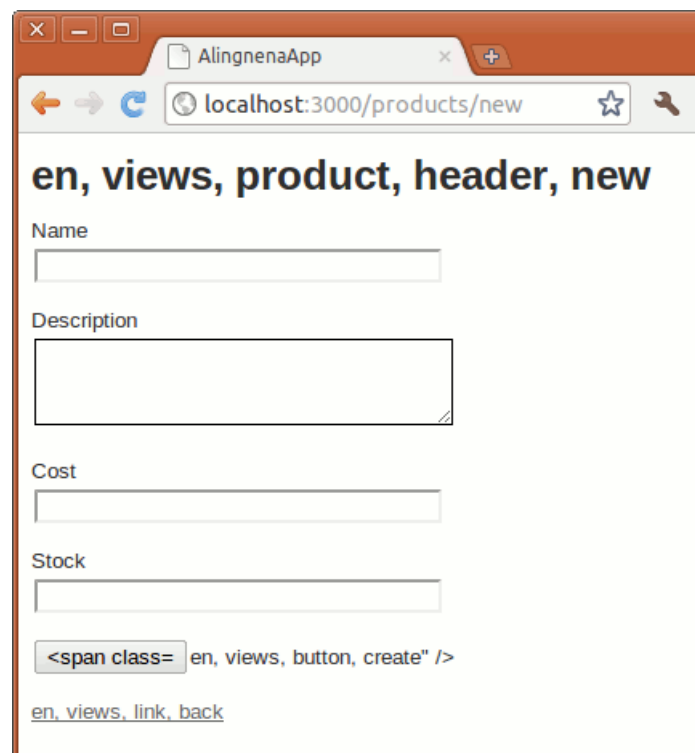 AlingnenaApp
localhost:3000/products/new
en, views, product, header, new
Name
Description
Cost
Stock
<span class= en, views, button, create" />
en, views, link, back